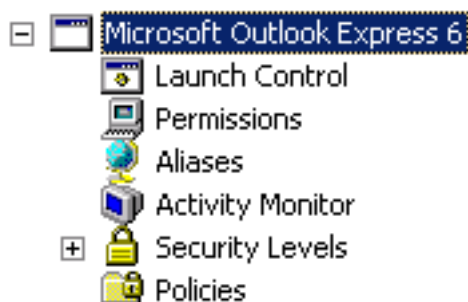 Microsoft Outlook Express 6
Launch Control
Permissions
Aliases
Activity Monitor
Security Levels
Policies